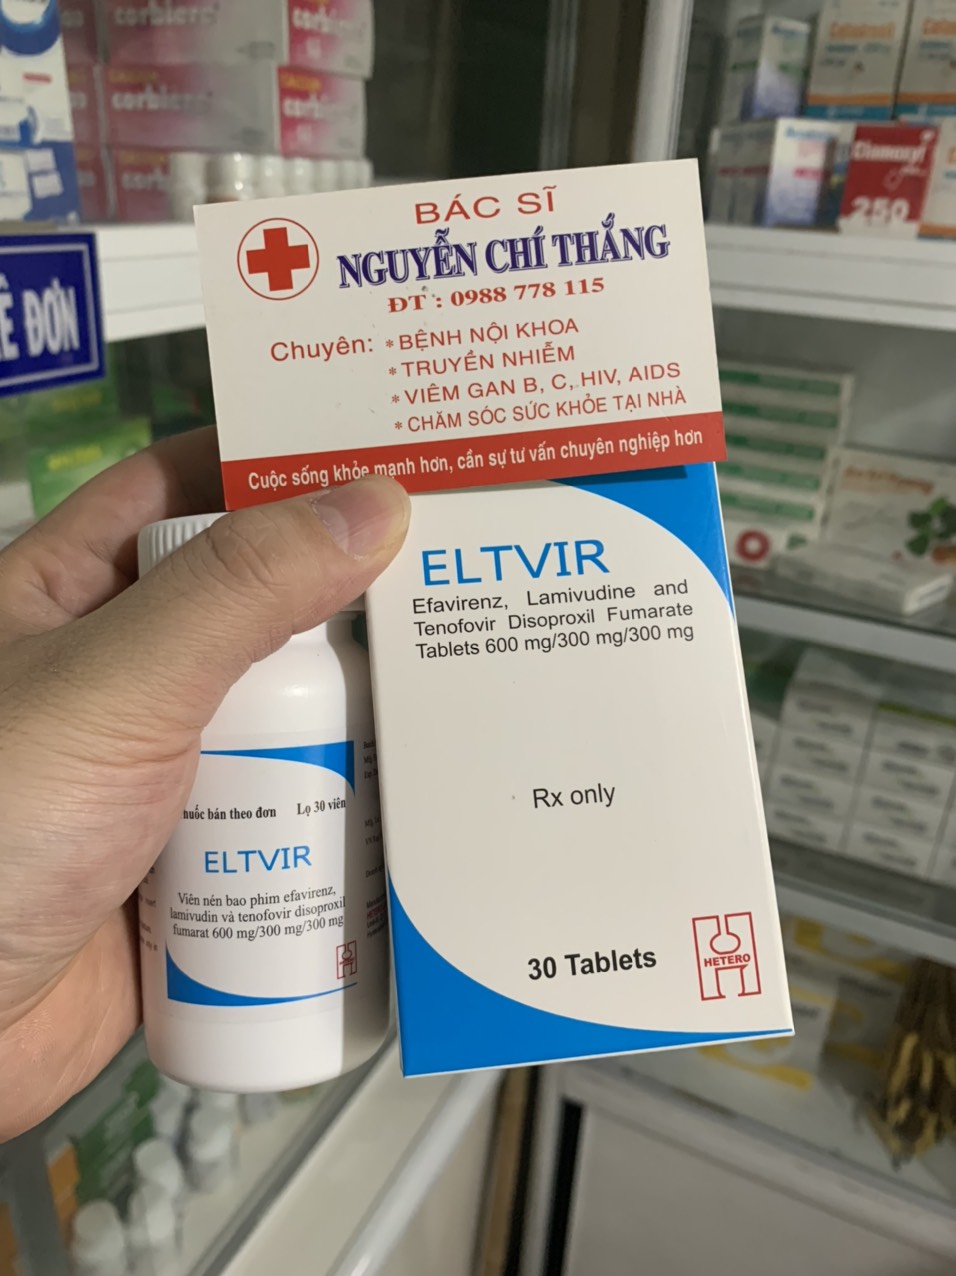 corbiere
corbiere
Clamoxyl
250
Ê ĐƠN
BÁC SĨ
NGUYỄN CHÍ THẮNG
ĐT : 0988 778 115
Chuyên: * BỆNH NỘI KHOA
* TRUYỀN NHIỄM
* VIÊM GAN B, C, HIV, AIDS
* CHĂM SÓC SỨC KHỎE TẠI NHÀ
Cuộc sống khỏe mạnh hơn, cần sự tư vấn chuyên nghiệp hơn
ELTVIR
Efavirenz, Lamivudine and
Tenofovir Disoproxil Fumarate
Tablets 600 mg/300 mg/300 mg
Rx only
30 Tablets
HETERO
huốc bán theo đơn Lọ 30 viên
ELTVIR
Viên nén bao phim efavirenz,
lamivudin và tenofovir disoproxil
fumarat 600 mg/300 mg/300 mg